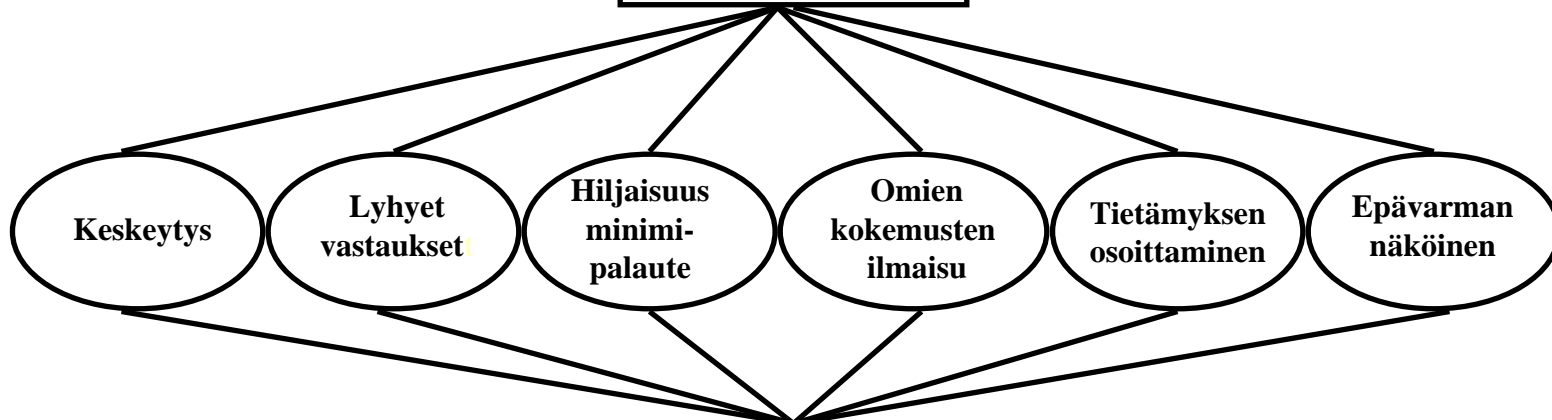 Keskeytys
Lyhyet
vastaukset
Hiljaisuus
minimi-
palaute
Omien
kokemusten
ilmaisu
Tietämyksen
osoittaminen
Epävarman
näköinen